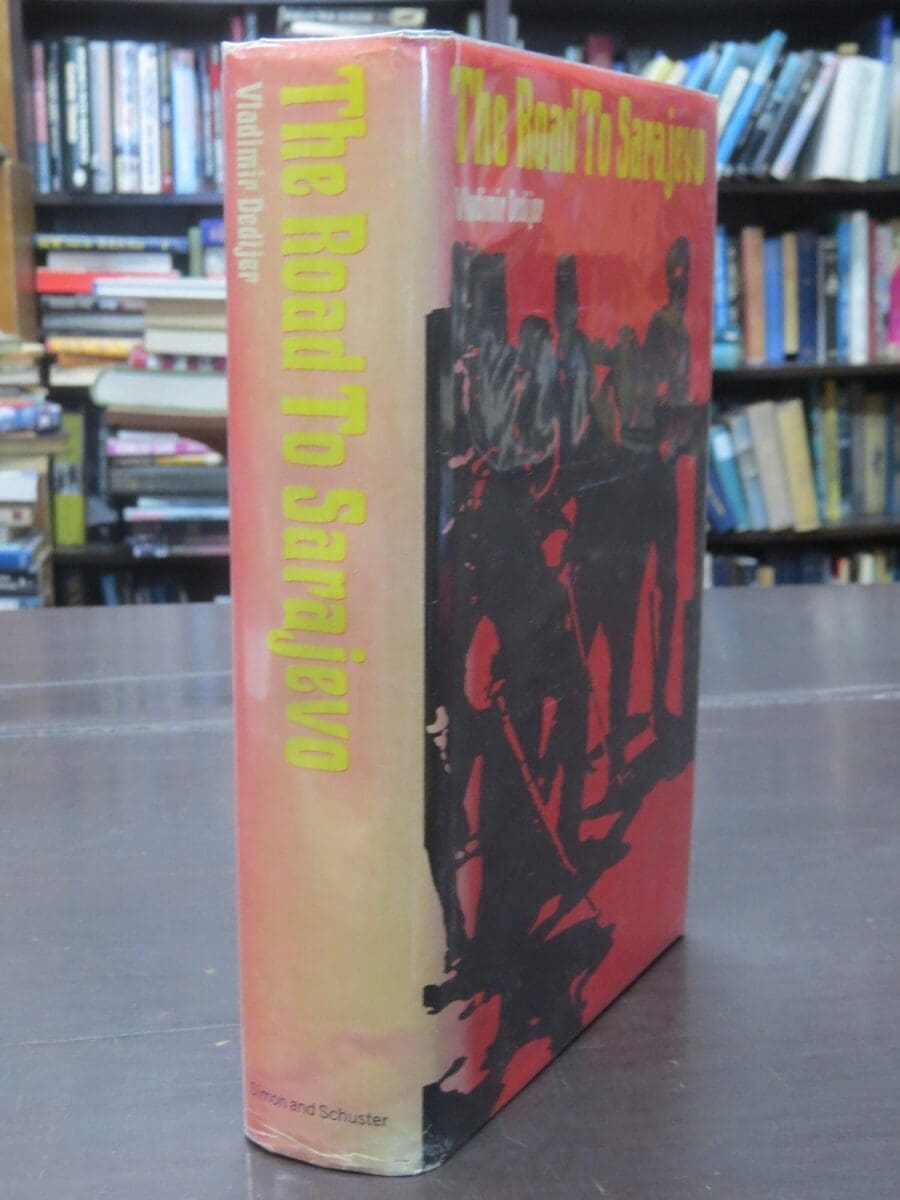 The Road To Sarajevo
Vladimir Dedijer
Simon and Schuster
The Road To Sarajevo
Vladimir Dedijer